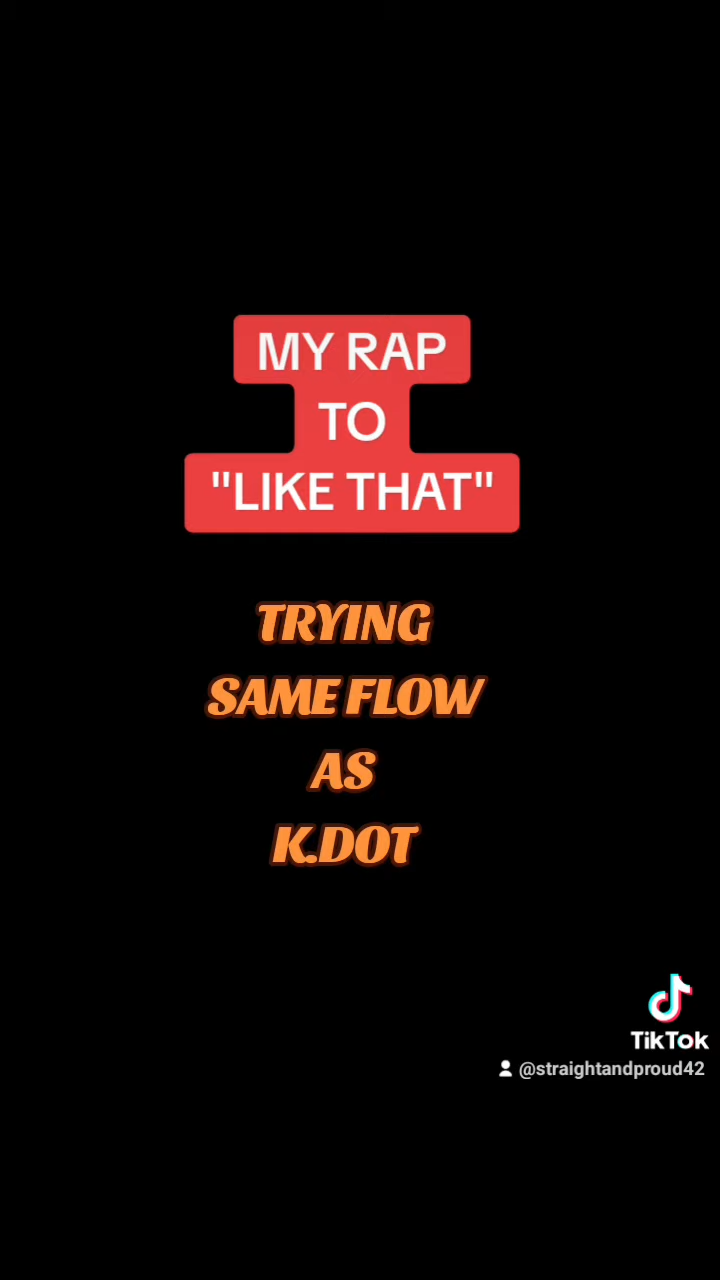 MY RAP
TO
"LIKE THAT"
TRYING
SAME FLOW
AS
K.DOT
TikTok
@straightandproud42